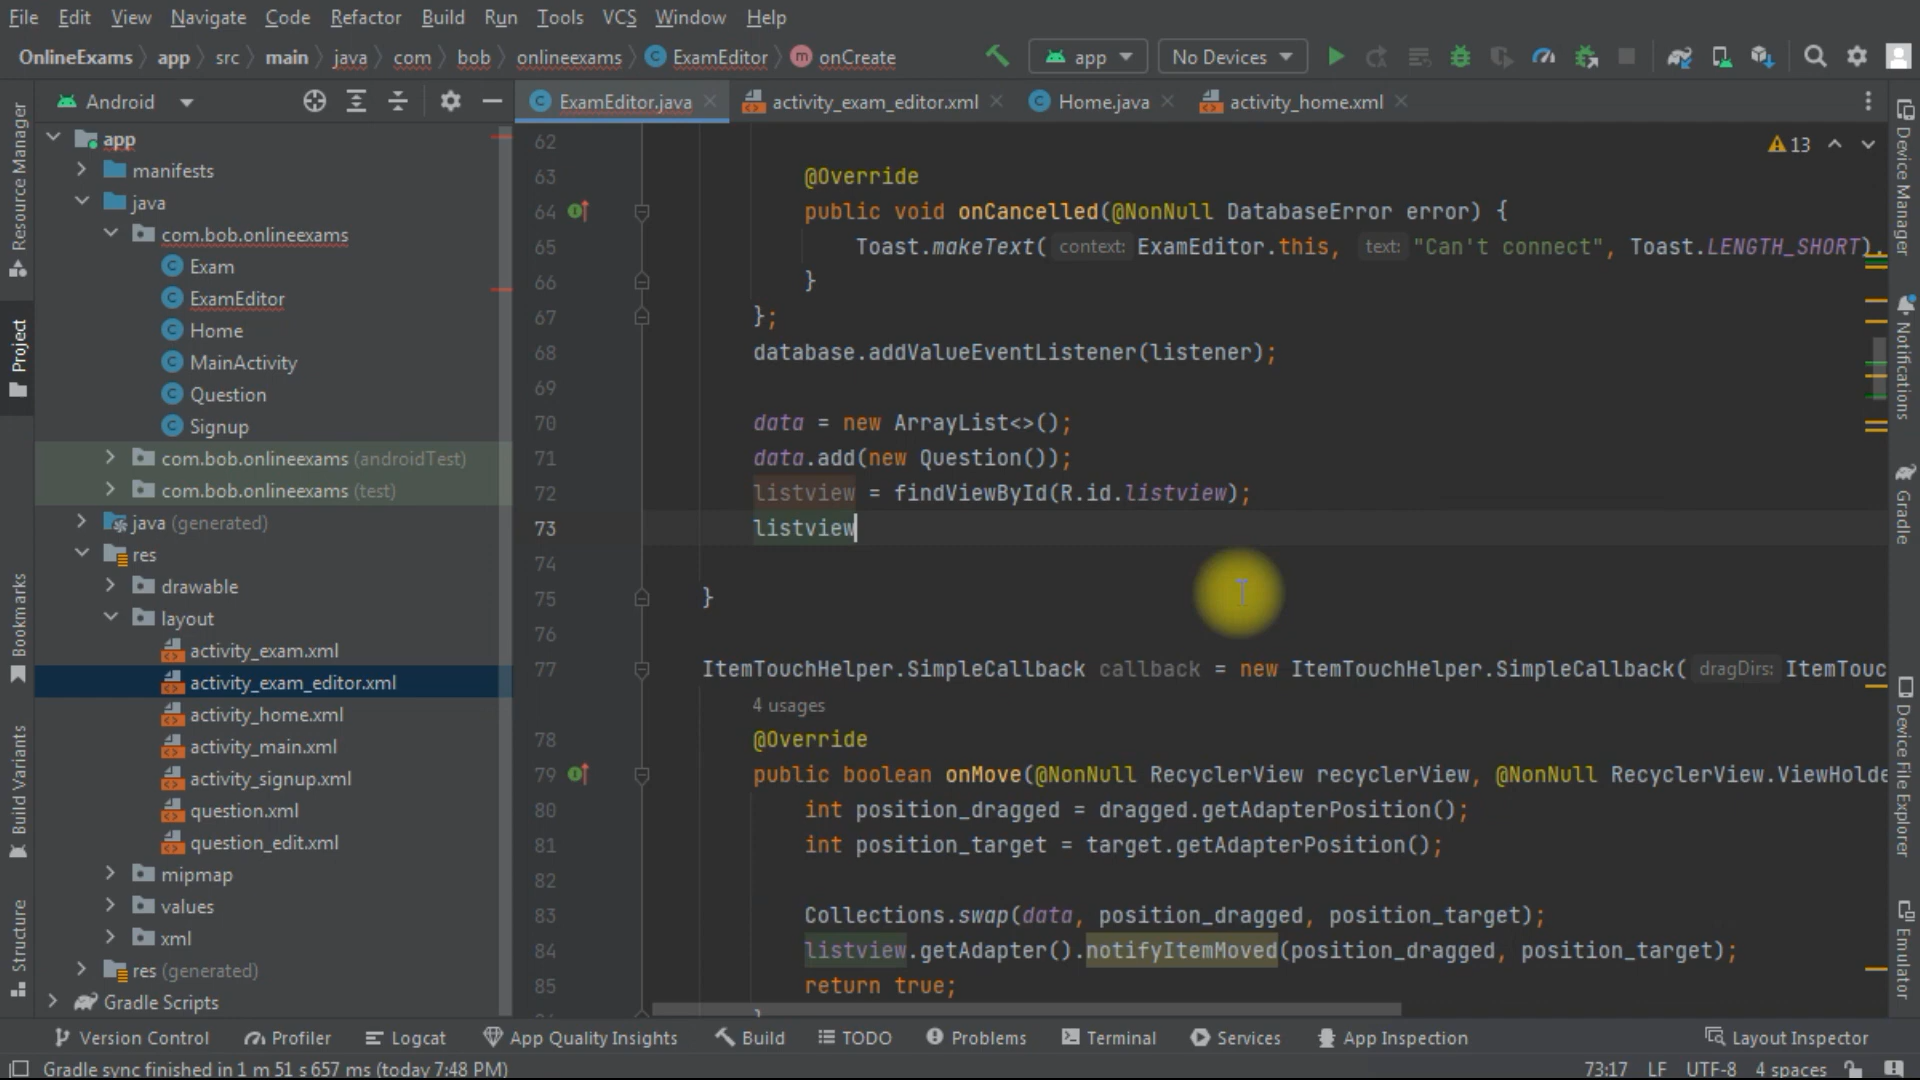 File Edit View Navigate Code Refactor Build Run Tools VCS Window Help
OnlineExams app src main java com bob onlineexams ExamEditor onCreate app No Devices
Android
ExamEditor.java activity_exam_editor.xml Home.java activity_home.xml
Resource Manager
Project
Bookmarks
Build Variants
Structure
app
manifests
java
com.bob.onlineexams
Exam
ExamEditor
Home
MainActivity
Question
Signup
com.bob.onlineexams (androidTest)
com.bob.onlineexams (test)
java (generated)
res
drawable
layout
activity_exam.xml
activity_exam_editor.xml
activity_home.xml
activity_main.xml
activity_signup.xml
question.xml
question_edit.xml
mipmap
values
xml
res (generated)
Gradle Scripts
13
62
63 @Override
64 public void onCancelled(@NonNull DatabaseError error) {
65 Toast.makeText( context: ExamEditor.this, text: "Can't connect", Toast.LENGTH_SHORT).
66 }
67 };
68 database.addValueEventListener(listener);
69
70 data = new ArrayList<>();
71 data.add(new Question());
72 listview = findViewById(R.id.listview);
73 listview
74
75 }
76
77 ItemTouchHelper.SimpleCallback callback = new ItemTouchHelper.SimpleCallback( dragDirs: ItemTouc
4 usages
78 @Override
79 public boolean onMove(@NonNull RecyclerView recyclerView, @NonNull RecyclerView.ViewHolde
80 int position_dragged = dragged.getAdapterPosition();
81 int position_target = target.getAdapterPosition();
82
83 Collections.swap(data, position_dragged, position_target);
84 listview.getAdapter().notifyItemMoved(position_dragged, position_target);
85 return true;
}
Device Manager
Notifications
Gradle
Device File Explorer
Emulator
Version Control Profiler Logcat App Quality Insights Build TODO Problems Terminal Services App Inspection Layout Inspector
Gradle sync finished in 1 m 51 s 657 ms (today 7:48 PM) 73:17 LF UTF-8 4 spaces